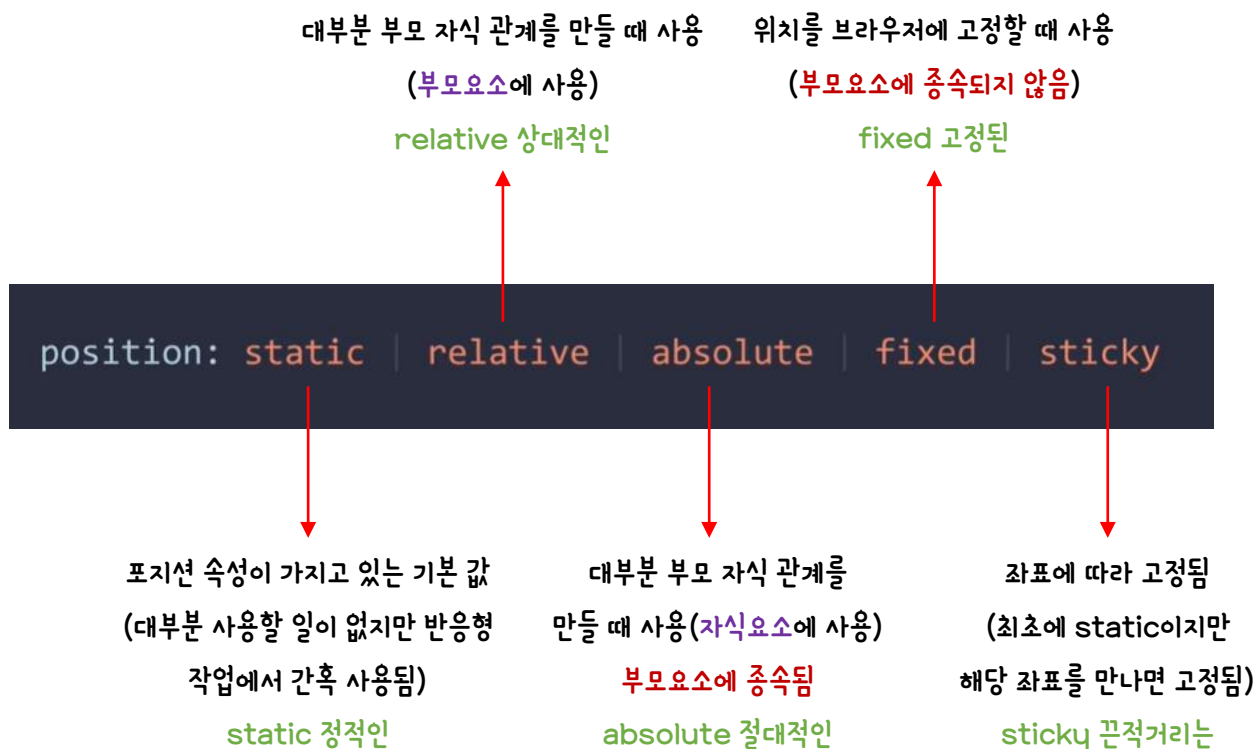 대부분 부모 자식 관계를 만들 때 사용
(부모요소에 사용)
relative 상대적인
위치를 브라우저에 고정할 때 사용
(부모요소에 종속되지 않음)
fixed 고정된
position: static | relative | absolute | fixed | sticky
포지션 속성이 가지고 있는 기본 값
(대부분 사용할 일이 없지만 반응형
작업에서 간혹 사용됨)
static 정적인
대부분 부모 자식 관계를
만들 때 사용(자식요소에 사용)
부모요소에 종속됨
absolute 절대적인
좌표에 따라 고정됨
(최초에 static이지만
해당 좌표를 만나면 고정됨)
sticky 끈적거리는